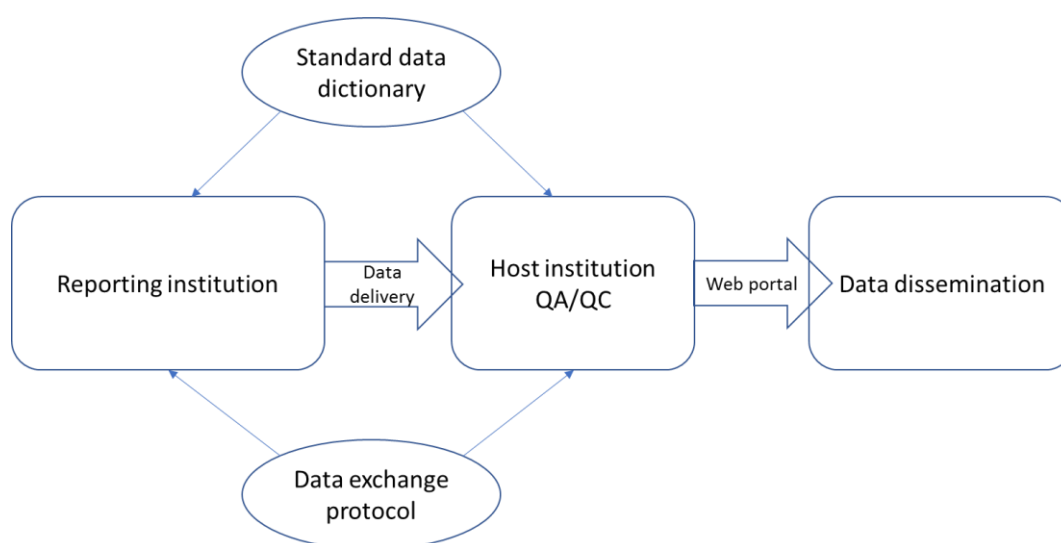 Standard data
dictionary
Reporting institution
Data
delivery
Host institution
QA/QC
Web portal
Data dissemination
Data exchange
protocol